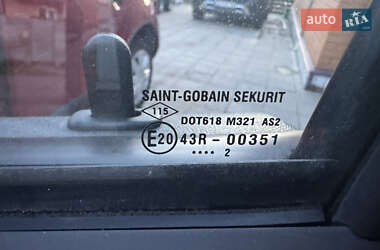 auto RIA
SAINT-GOBAIN SEKURIT
115
DOT618 M321 AS2
E20 43R - 00351
•••• 2